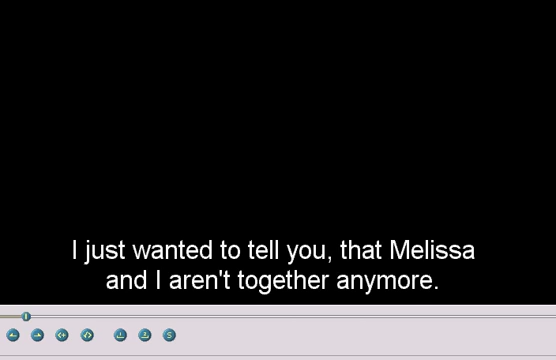 I just wanted to tell you, that Melissa
and I aren't together anymore.